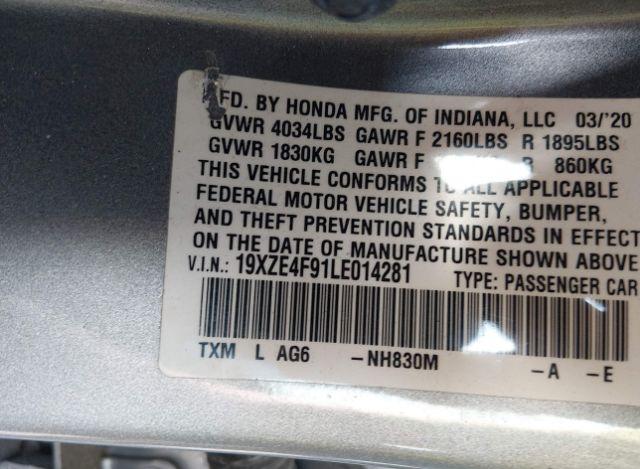 MFD. BY HONDA MFG. OF INDIANA, LLC 03/'20
GVWR 4034LBS GAWR F 2160LBS R 1895LBS
GVWR 1830KG GAWR F R 860KG
THIS VEHICLE CONFORMS TO ALL APPLICABLE
FEDERAL MOTOR VEHICLE SAFETY, BUMPER,
AND THEFT PREVENTION STANDARDS IN EFFECT
ON THE DATE OF MANUFACTURE SHOWN ABOVE
V.I.N.: 19XZE4F91LE014281 TYPE: PASSENGER CAR
TXM L AG6 -NH830M -A -E